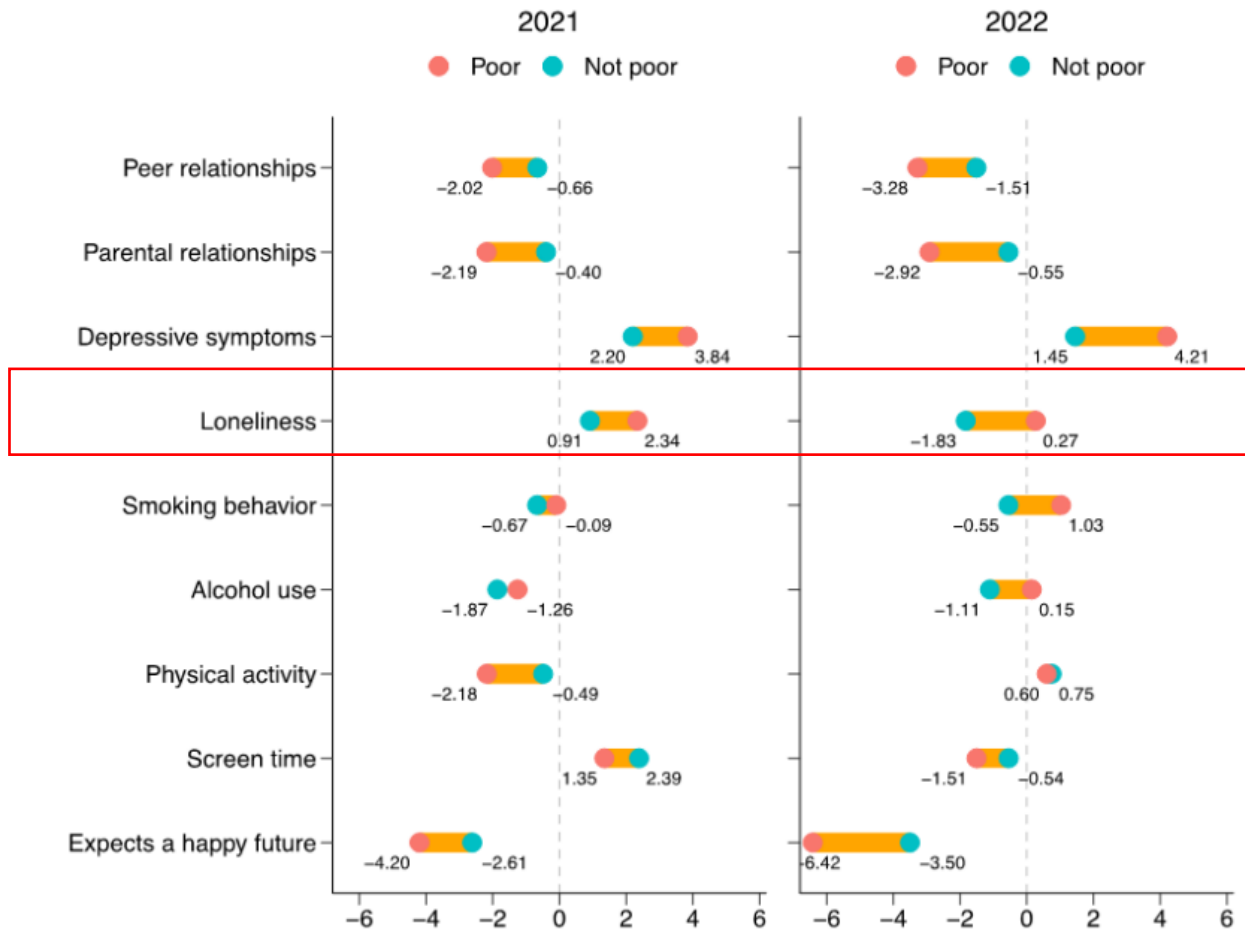 2021 2022
Poor Not poor Poor Not poor
Peer relationships
−2.02 −0.66 −3.28 −1.51
Parental relationships
−2.19 −0.40 −2.92 −0.55
Depressive symptoms
2.20 3.84 1.45 4.21
Loneliness
0.91 2.34 −1.83 0.27
Smoking behavior
−0.67 −0.09 −0.55 1.03
Alcohol use
−1.87 −1.26 −1.11 0.15
Physical activity
−2.18 −0.49 0.60 0.75
Screen time
1.35 2.39 −1.51 −0.54
Expects a happy future
−4.20 −2.61 −6.42 −3.50
−6 −4 −2 0 2 4 6 −6 −4 −2 0 2 4 6